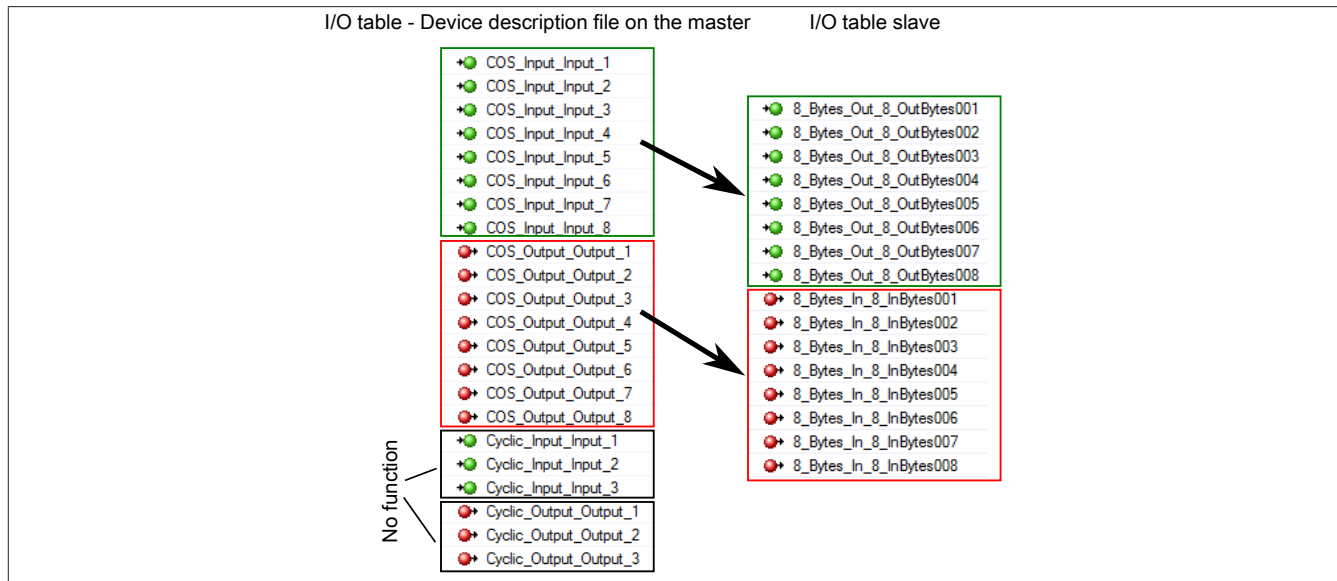 I/O table - Device description file on the master
I/O table slave
COS_Input_Input_1
COS_Input_Input_2
COS_Input_Input_3
COS_Input_Input_4
COS_Input_Input_5
COS_Input_Input_6
COS_Input_Input_7
COS_Input_Input_8
COS_Output_Output_1
COS_Output_Output_2
COS_Output_Output_3
COS_Output_Output_4
COS_Output_Output_5
COS_Output_Output_6
COS_Output_Output_7
COS_Output_Output_8
Cyclic_Input_Input_1
Cyclic_Input_Input_2
Cyclic_Input_Input_3
Cyclic_Output_Output_1
Cyclic_Output_Output_2
Cyclic_Output_Output_3
No function
8_Bytes_Out_8_OutBytes001
8_Bytes_Out_8_OutBytes002
8_Bytes_Out_8_OutBytes003
8_Bytes_Out_8_OutBytes004
8_Bytes_Out_8_OutBytes005
8_Bytes_Out_8_OutBytes006
8_Bytes_Out_8_OutBytes007
8_Bytes_Out_8_OutBytes008
8_Bytes_In_8_InBytes001
8_Bytes_In_8_InBytes002
8_Bytes_In_8_InBytes003
8_Bytes_In_8_InBytes004
8_Bytes_In_8_InBytes005
8_Bytes_In_8_InBytes006
8_Bytes_In_8_InBytes007
8_Bytes_In_8_InBytes008